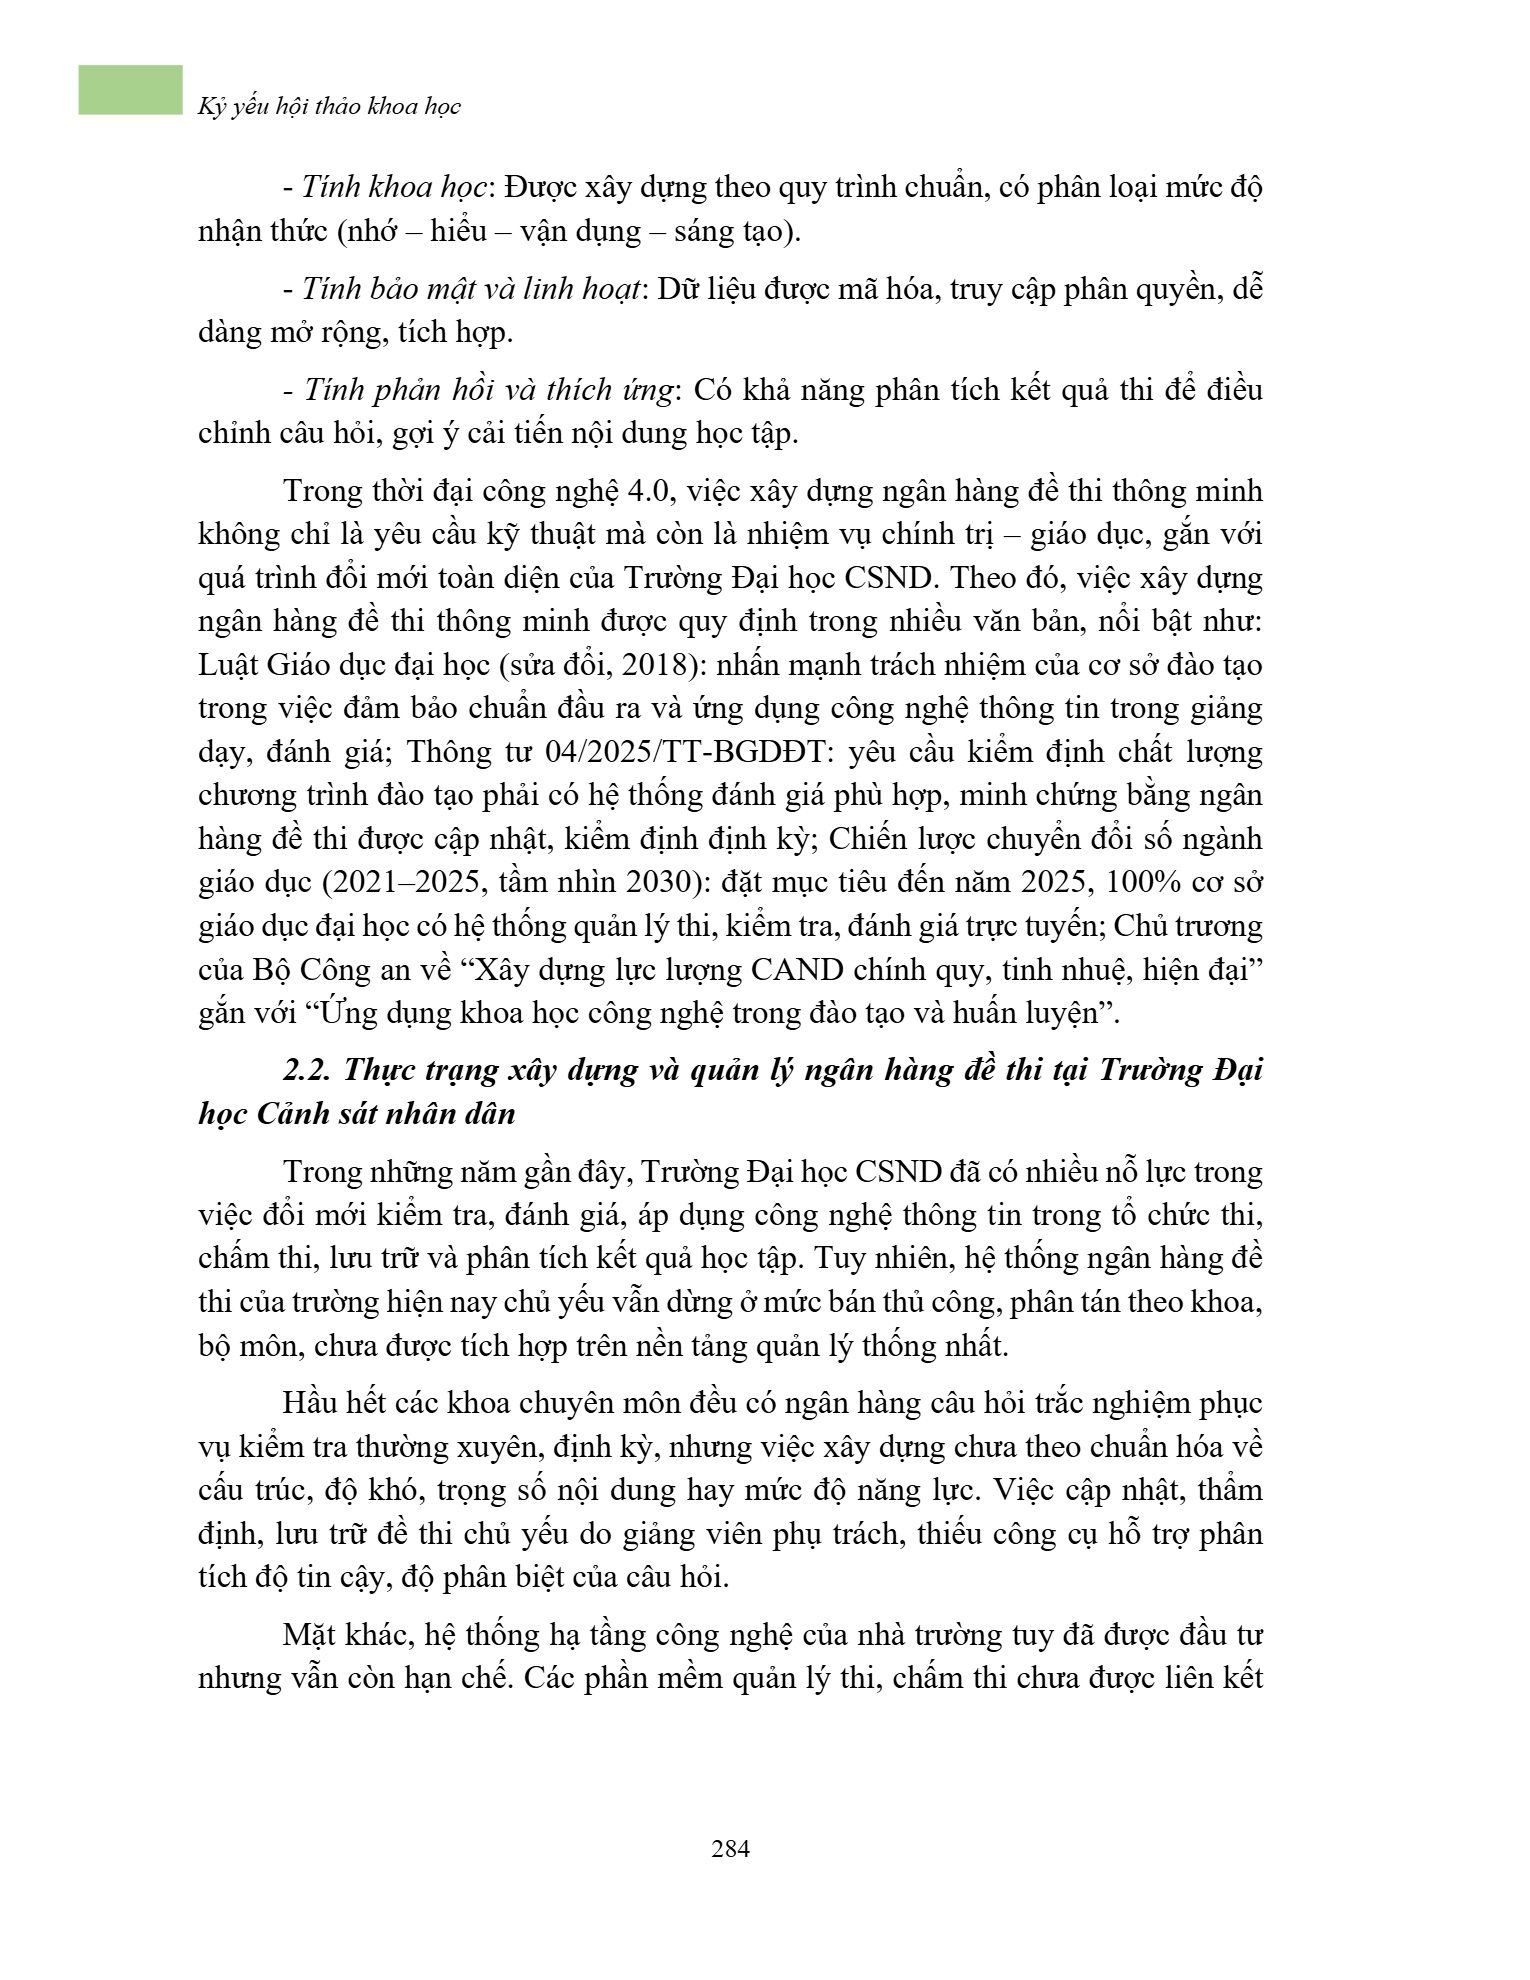 Kỷ yếu hội thảo khoa học
- Tính khoa học: Được xây dựng theo quy trình chuẩn, có phân loại mức độ
nhận thức (nhớ – hiểu – vận dụng – sáng tạo).
- Tính bảo mật và linh hoạt: Dữ liệu được mã hóa, truy cập phân quyền, dễ
dàng mở rộng, tích hợp.
- Tính phản hồi và thích ứng: Có khả năng phân tích kết quả thi để điều
chỉnh câu hỏi, gợi ý cải tiến nội dung học tập.
Trong thời đại công nghệ 4.0, việc xây dựng ngân hàng đề thi thông minh
không chỉ là yêu cầu kỹ thuật mà còn là nhiệm vụ chính trị – giáo dục, gắn với
quá trình đổi mới toàn diện của Trường Đại học CSND. Theo đó, việc xây dựng
ngân hàng đề thi thông minh được quy định trong nhiều văn bản, nổi bật như:
Luật Giáo dục đại học (sửa đổi, 2018): nhấn mạnh trách nhiệm của cơ sở đào tạo
trong việc đảm bảo chuẩn đầu ra và ứng dụng công nghệ thông tin trong giảng
dạy, đánh giá; Thông tư 04/2025/TT-BGDĐT: yêu cầu kiểm định chất lượng
chương trình đào tạo phải có hệ thống đánh giá phù hợp, minh chứng bằng ngân
hàng đề thi được cập nhật, kiểm định định kỳ; Chiến lược chuyển đổi số ngành
giáo dục (2021–2025, tầm nhìn 2030): đặt mục tiêu đến năm 2025, 100% cơ sở
giáo dục đại học có hệ thống quản lý thi, kiểm tra, đánh giá trực tuyến; Chủ trương
của Bộ Công an về “Xây dựng lực lượng CAND chính quy, tinh nhuệ, hiện đại”
gắn với “Ứng dụng khoa học công nghệ trong đào tạo và huấn luyện”.
2.2. Thực trạng xây dựng và quản lý ngân hàng đề thi tại Trường Đại
học Cảnh sát nhân dân
Trong những năm gần đây, Trường Đại học CSND đã có nhiều nỗ lực trong
việc đổi mới kiểm tra, đánh giá, áp dụng công nghệ thông tin trong tổ chức thi,
chấm thi, lưu trữ và phân tích kết quả học tập. Tuy nhiên, hệ thống ngân hàng đề
thi của trường hiện nay chủ yếu vẫn dừng ở mức bán thủ công, phân tán theo khoa,
bộ môn, chưa được tích hợp trên nền tảng quản lý thống nhất.
Hầu hết các khoa chuyên môn đều có ngân hàng câu hỏi trắc nghiệm phục
vụ kiểm tra thường xuyên, định kỳ, nhưng việc xây dựng chưa theo chuẩn hóa về
cấu trúc, độ khó, trọng số nội dung hay mức độ năng lực. Việc cập nhật, thẩm
định, lưu trữ đề thi chủ yếu do giảng viên phụ trách, thiếu công cụ hỗ trợ phân
tích độ tin cậy, độ phân biệt của câu hỏi.
Mặt khác, hệ thống hạ tầng công nghệ của nhà trường tuy đã được đầu tư
nhưng vẫn còn hạn chế. Các phần mềm quản lý thi, chấm thi chưa được liên kết
284